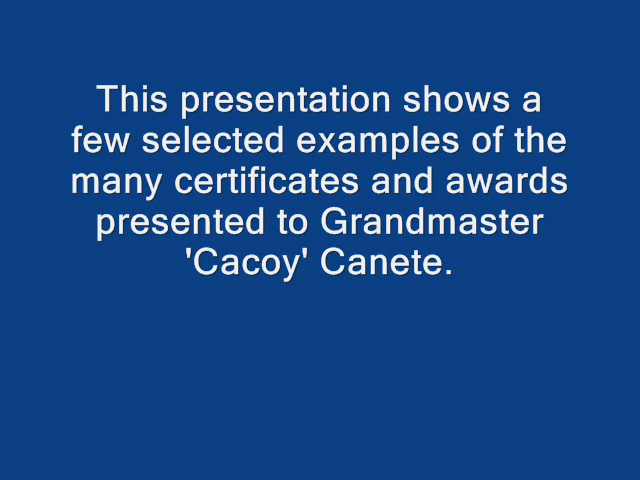 This presentation shows a
few selected examples of the
many certificates and awards
presented to Grandmaster
'Cacoy' Canete.